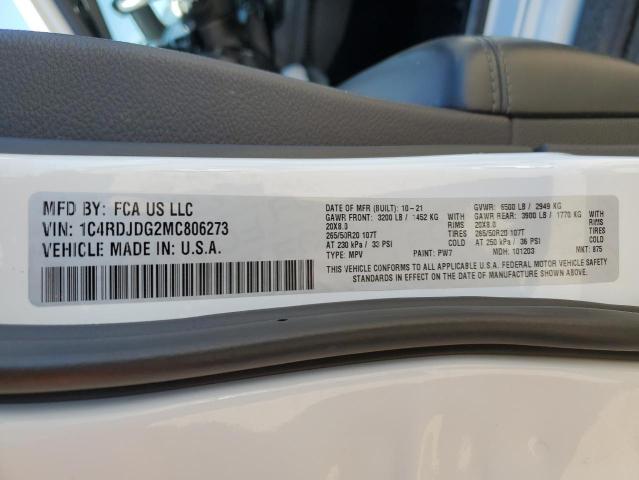 MFD BY: FCA US LLC
VIN: 1C4RDJDG2MC806273
VEHICLE MADE IN: U.S.A.
DATE OF MFR (BUILT): 10-21 GVWR: 6500 LB / 2949 KG
GAWR FRONT: 3200 LB / 1452 KG WITH GAWR REAR: 3900 LB / 1770 KG WITH
20X8.0 RIMS 20X8.0 RIMS
265/50R20 107T TIRES 265/50R20 107T TIRES
AT 230 kPa / 33 PSI COLD AT 250 kPa / 36 PSI COLD
TYPE: MPV PAINT: PW7 MDH: 101203 MNT: 875
THIS VEHICLE CONFORMS TO ALL APPLICABLE U.S.A. FEDERAL MOTOR VEHICLE SAFETY
STANDARDS IN EFFECT ON THE DATE OF MANUFACTURE SHOWN ABOVE.